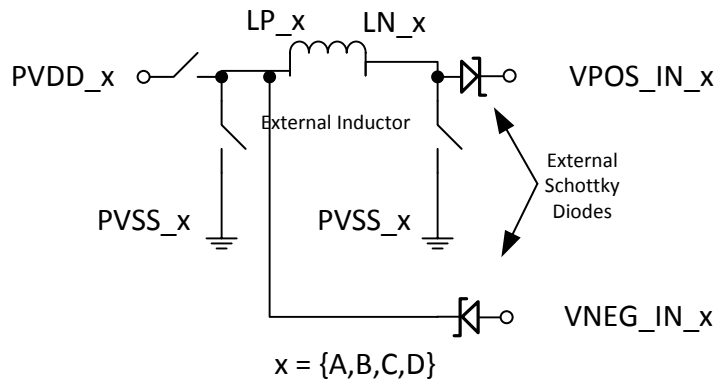 LP_x
LN_x
PVDD_x
VPOS_IN_x
External Inductor
External
Schottky
Diodes
PVSS_x
PVSS_x
VNEG_IN_x
x = {A,B,C,D}